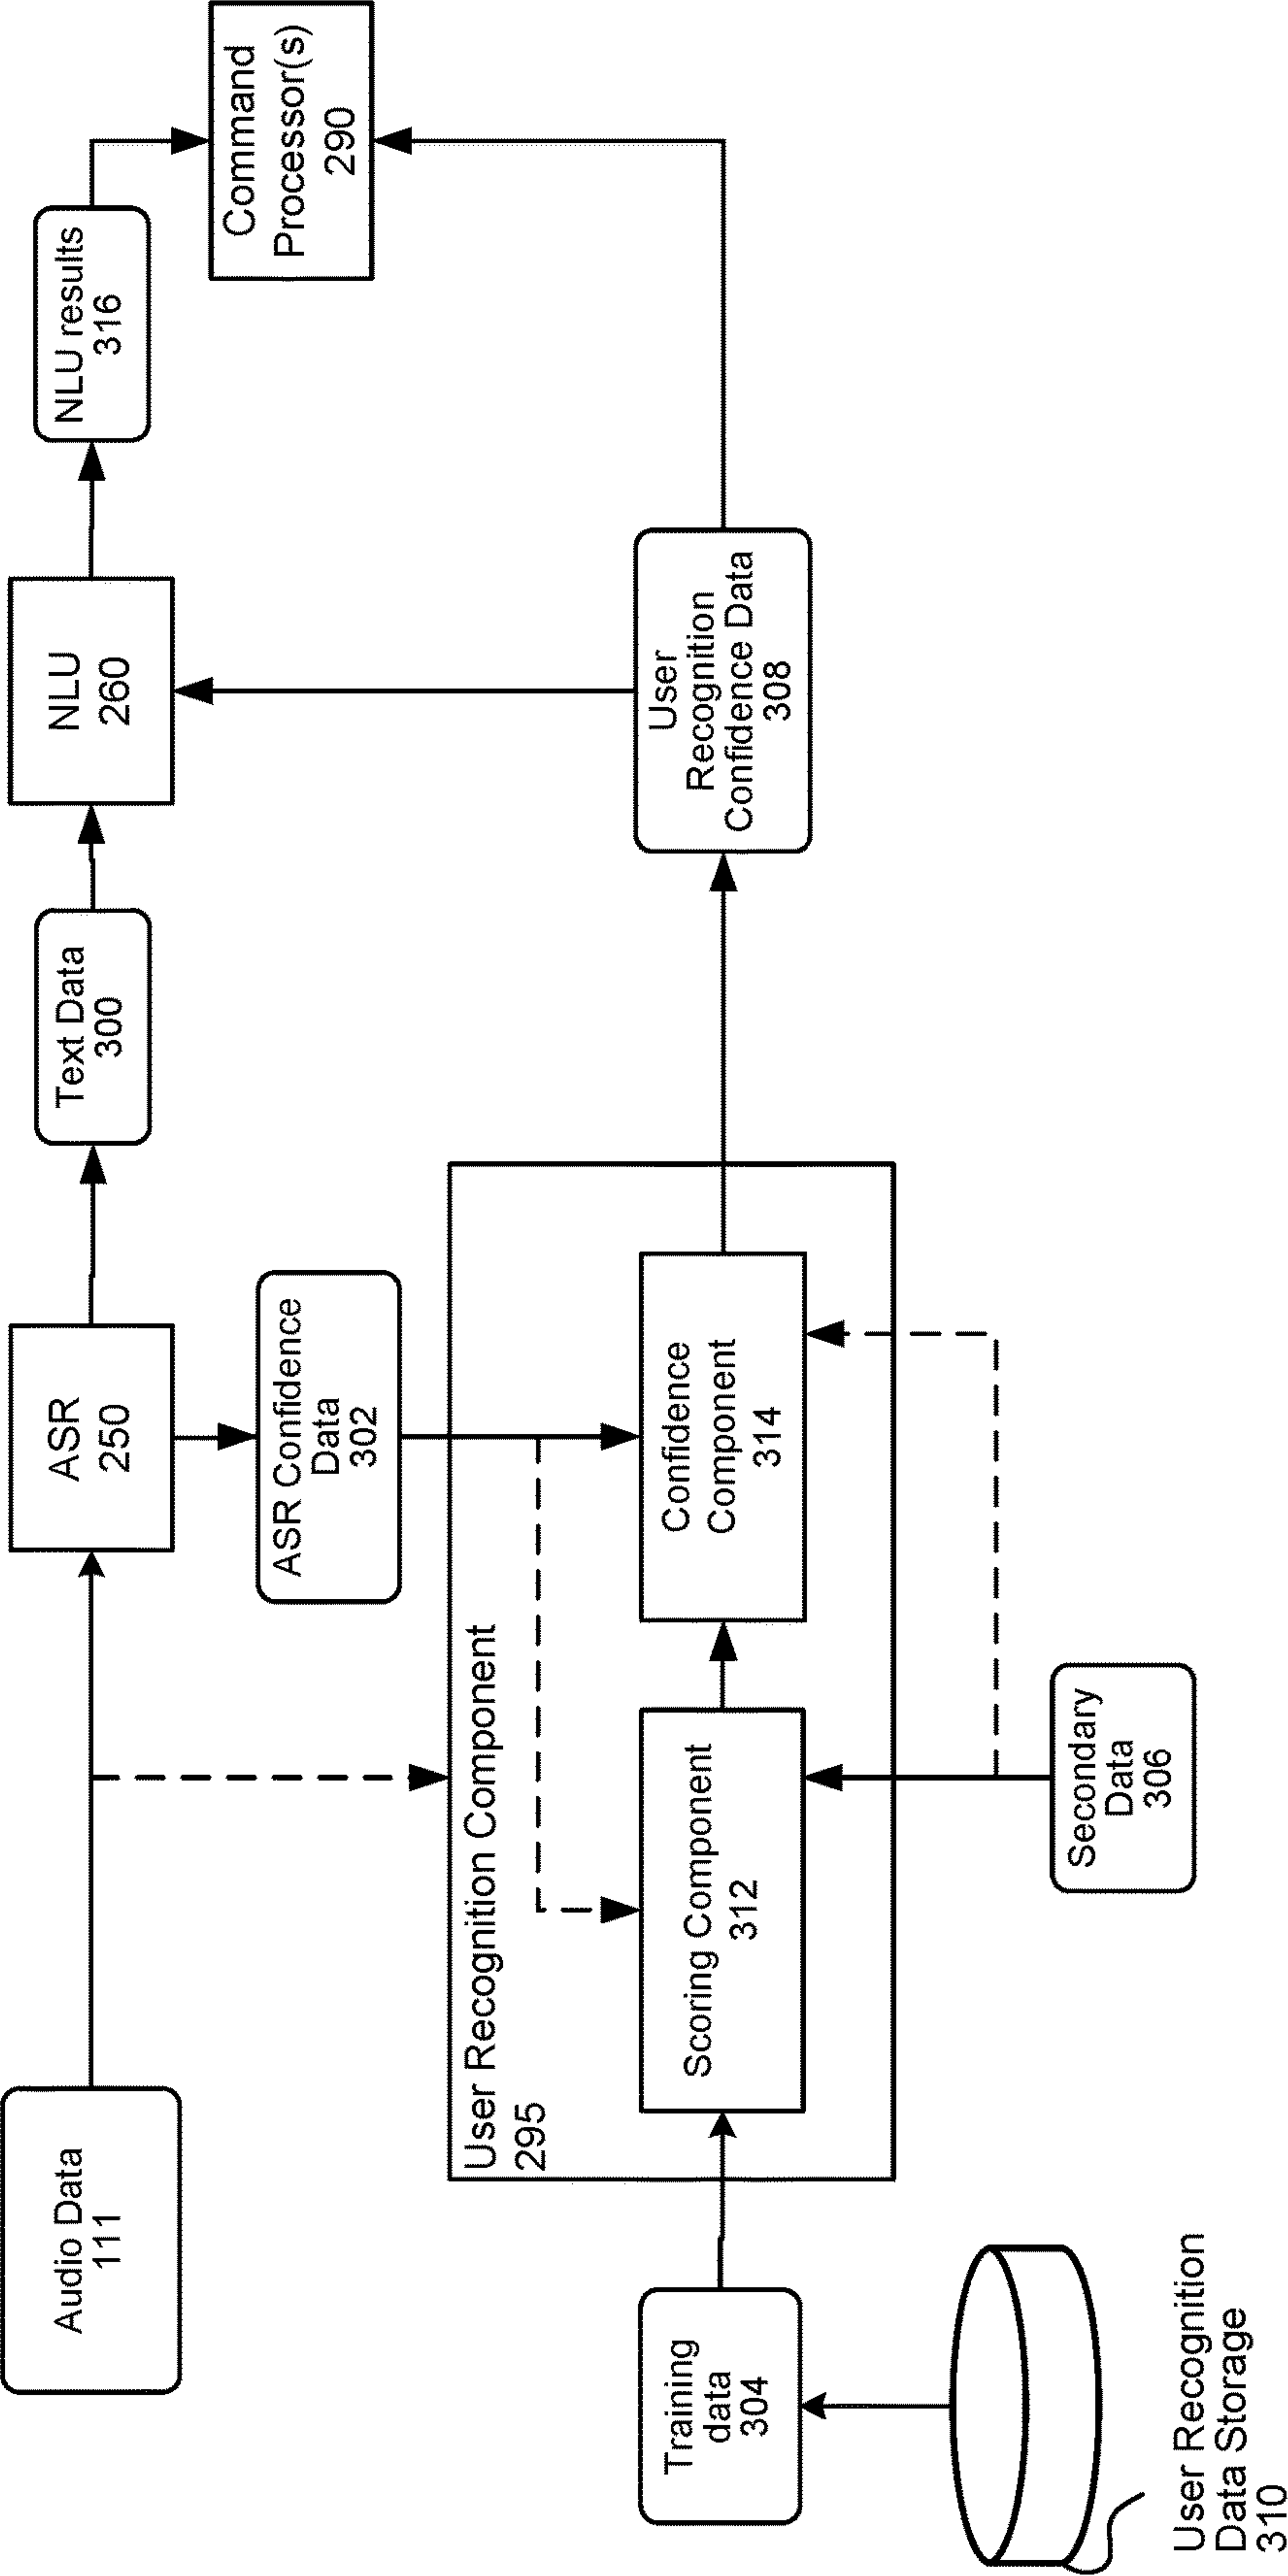 Audio Data
111
ASR
250
Text Data
300
NLU
260
NLU results
316
Command
Processor(s)
290
ASR Confidence
Data
302
User Recognition Component
295
Scoring Component
312
Confidence
Component
314
User
Recognition
Confidence Data
308
Training
data
304
Secondary
Data
306
User Recognition
Data Storage
310